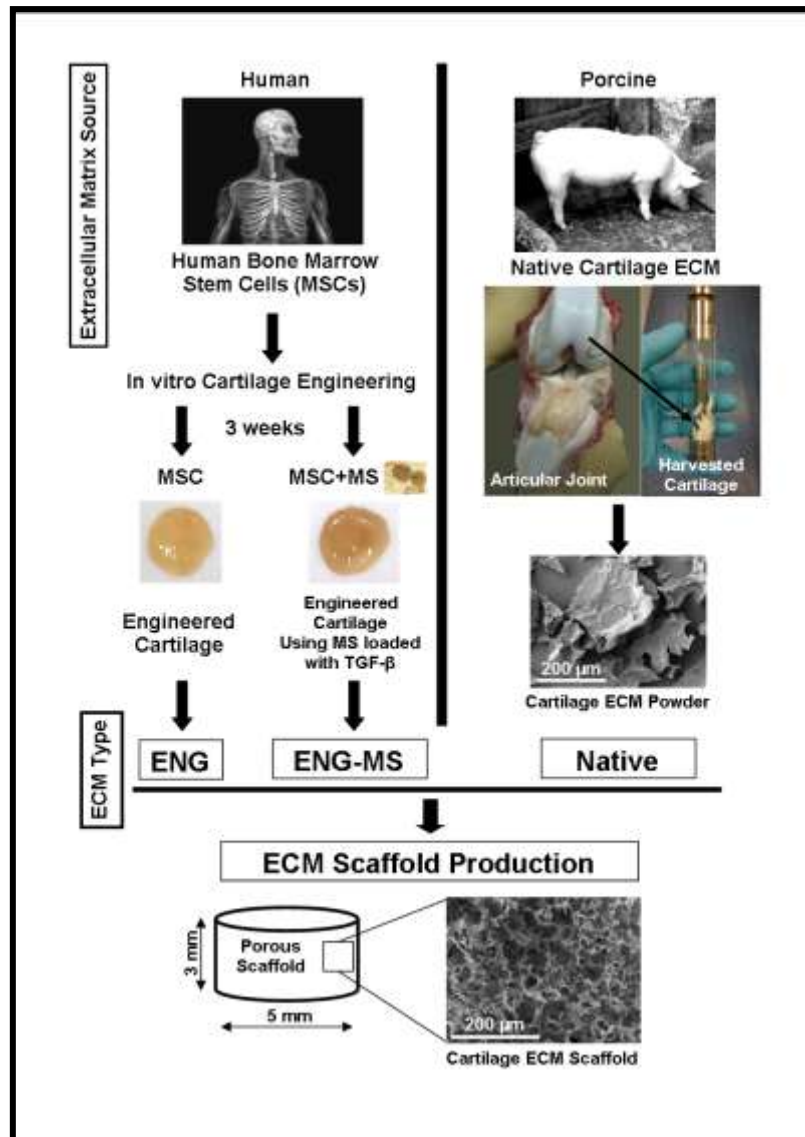 Extracellular Matrix Source
Human
Human Bone Marrow
Stem Cells (MSCs)
In vitro Cartilage Engineering
3 weeks
MSC
MSC+MS
Engineered
Cartilage
Engineered
Cartilage
Using MS loaded
with TGF-β
Porcine
Native Cartilage ECM
Articular Joint
Harvested
Cartilage
200 µm
Cartilage ECM Powder
ECM Type
ENG
ENG-MS
Native
ECM Scaffold Production
3 mm
Porous
Scaffold
5 mm
200 µm
Cartilage ECM Scaffold